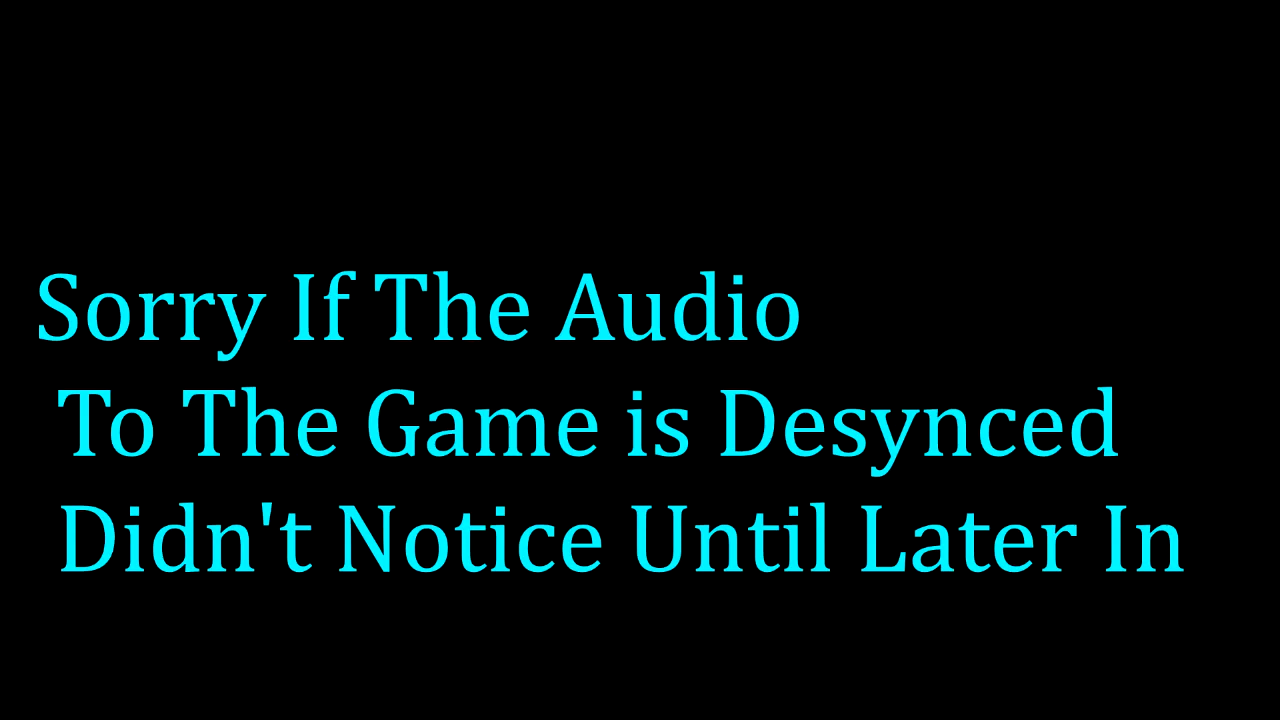 Sorry If The Audio
To The Game is Desynced
Didn't Notice Until Later In